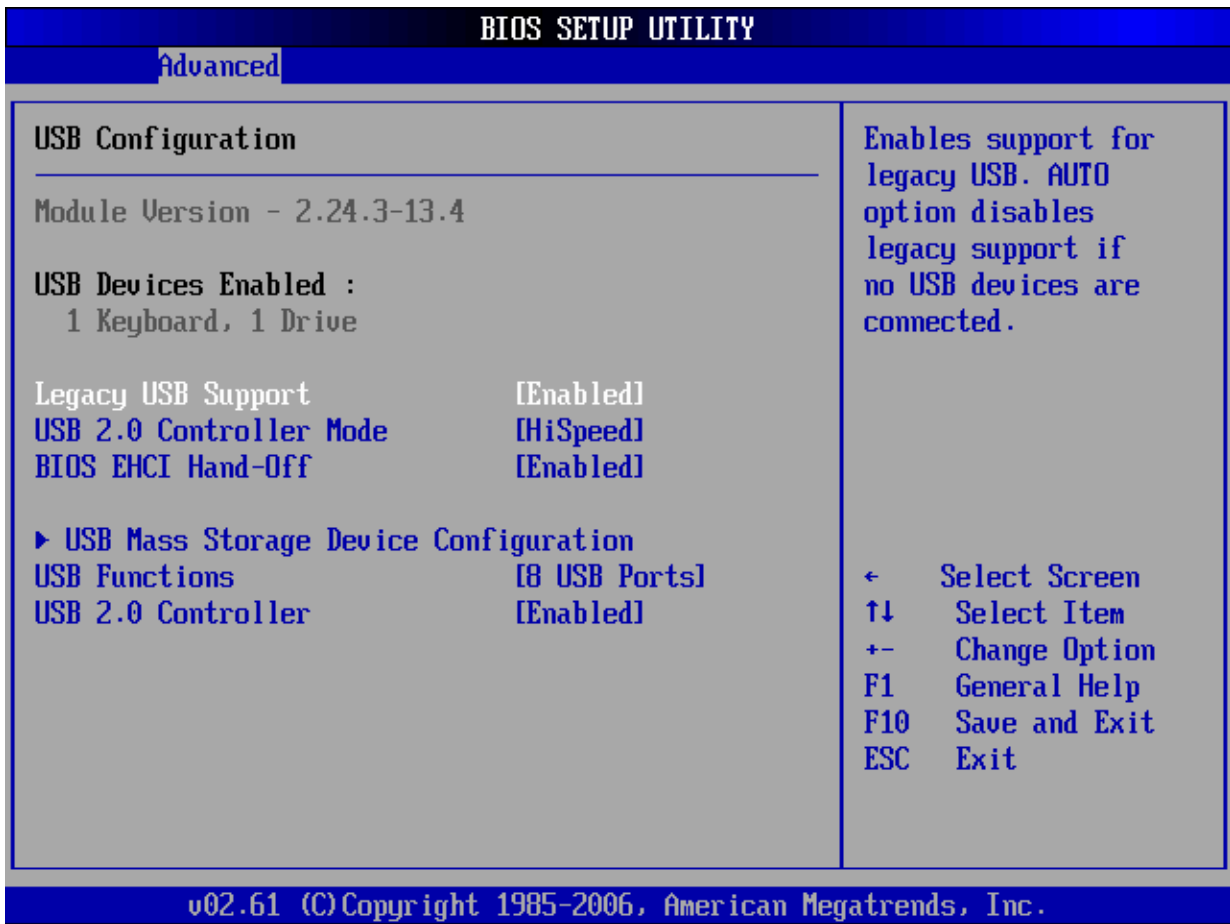 BIOS SETUP UTILITY
Advanced
USB Configuration
Module Version - 2.24.3-13.4
USB Devices Enabled :
1 Keyboard, 1 Drive
Legacy USB Support [Enabled]
USB 2.0 Controller Mode [HiSpeed]
BIOS EHCI Hand-Off [Enabled]
▶ USB Mass Storage Device Configuration
USB Functions [8 USB Ports]
USB 2.0 Controller [Enabled]
Enables support for
legacy USB. AUTO
option disables
legacy support if
no USB devices are
connected.
← Select Screen
↑↓ Select Item
+- Change Option
F1 General Help
F10 Save and Exit
ESC Exit
v02.61 (C)Copyright 1985-2006, American Megatrends, Inc.